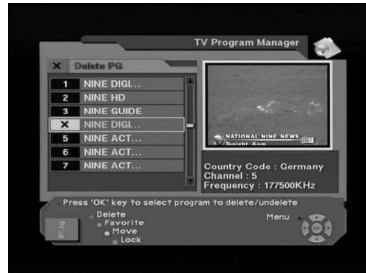 TV Program Manager
× Delete PG
1 NINE DIGI...
2 NINE HD
3 NINE GUIDE
× NINE DIGI...
5 NINE ACT...
6 NINE ACT...
7 NINE ACT...
NATIONAL NINE NEWS
Tonight 6pm
Country Code : Germany
Channel : 5
Frequency : 177500KHz
Press 'OK' key to select program to delete/undelete
Delete
Favorite
Move
Lock
Menu